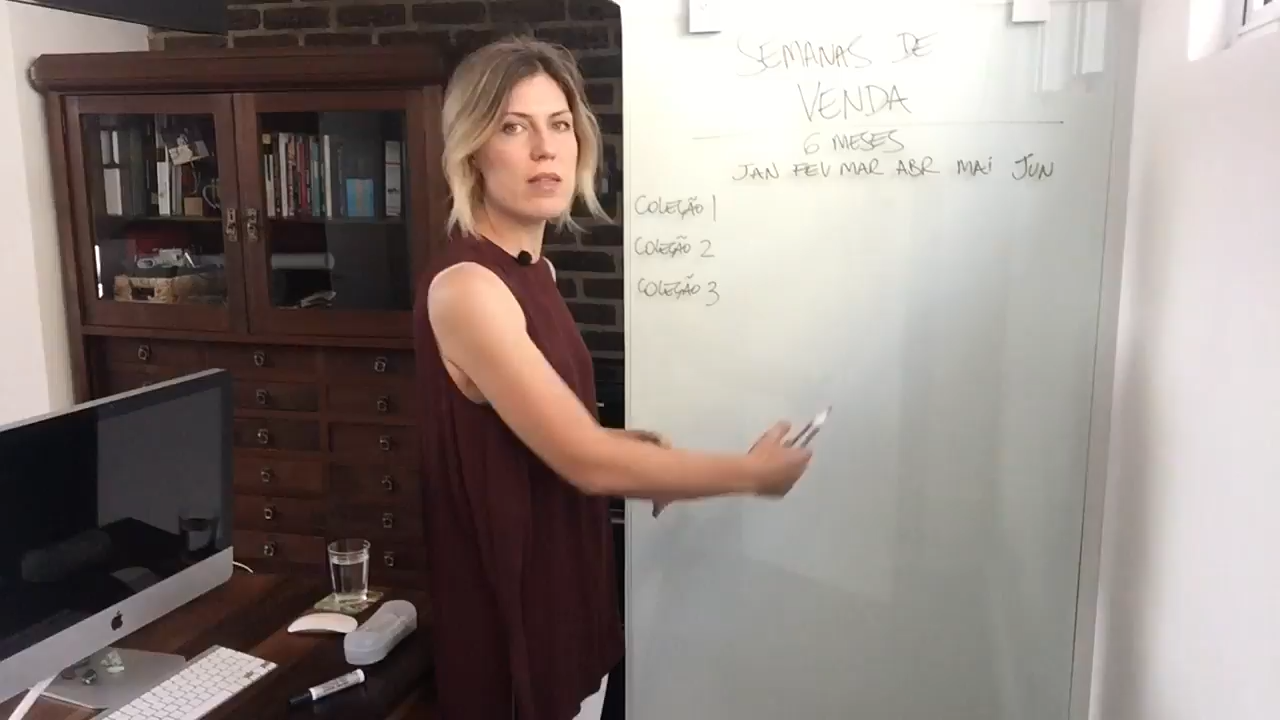 SEMANAS DE
VENDA
6 MESES
JAN FEV MAR ABR MAi JUN
COLEÇÃO 1
COLEÇÃO 2
COLEÇÃO 3